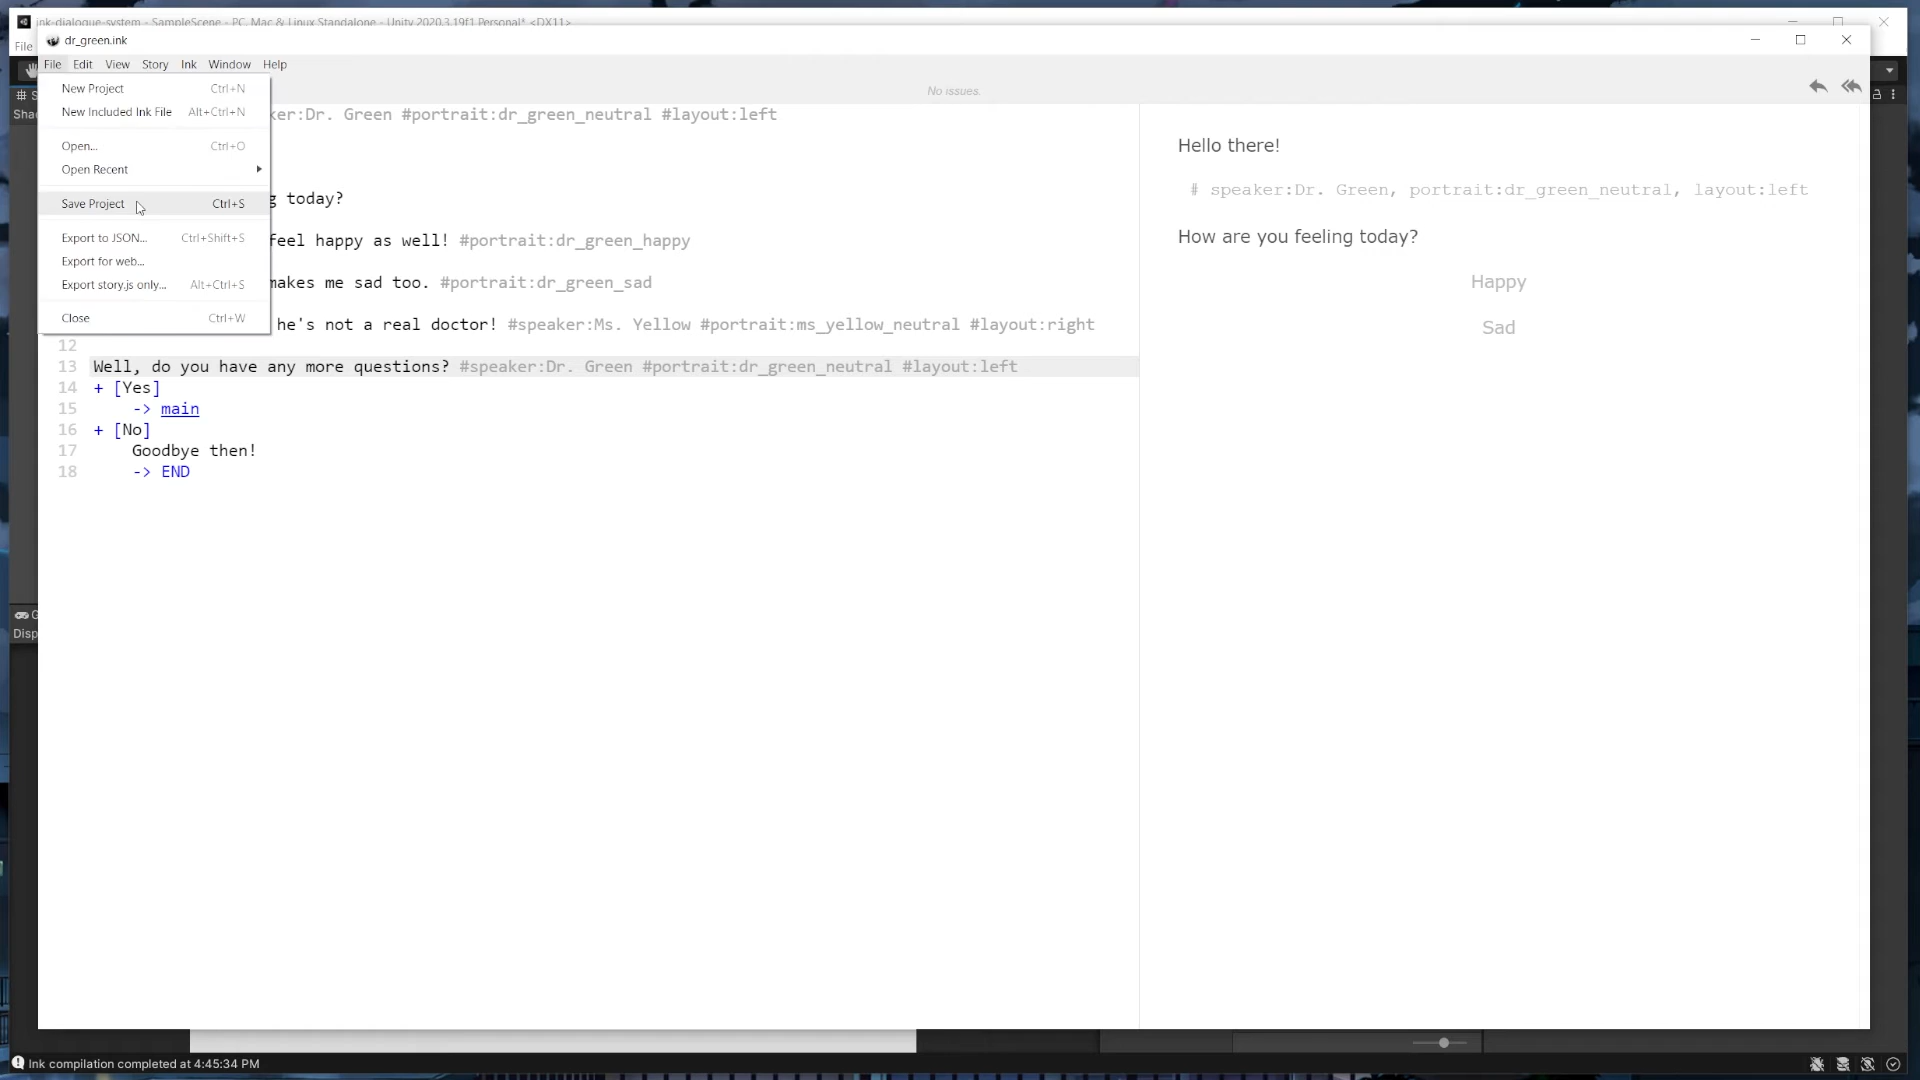 ink-dialogue-system - SampleScene - PC, Mac & Linux Standalone - Unity 2020.3.19f1 Personal* <DX11>
File
dr_green.ink
File Edit View Story Ink Window Help
New Project Ctrl+N
New Included Ink File Alt+Ctrl+N
Open... Ctrl+O
Open Recent
Save Project Ctrl+S
Export to JSON... Ctrl+Shift+S
Export for web...
Export story.js only... Alt+Ctrl+S
Close Ctrl+W
No issues.
# S
Sha
ker:Dr. Green #portrait:dr_green_neutral #layout:left
g today?
feel happy as well! #portrait:dr_green_happy
makes me sad too. #portrait:dr_green_sad
he's not a real doctor! #speaker:Ms. Yellow #portrait:ms_yellow_neutral #layout:right
12
13 Well, do you have any more questions? #speaker:Dr. Green #portrait:dr_green_neutral #layout:left
14 + [Yes]
15 -> main
16 + [No]
17 Goodbye then!
18 -> END
Hello there!
# speaker:Dr. Green, portrait:dr_green_neutral, layout:left
How are you feeling today?
Happy
Sad
G
Disp
Ink compilation completed at 4:45:34 PM